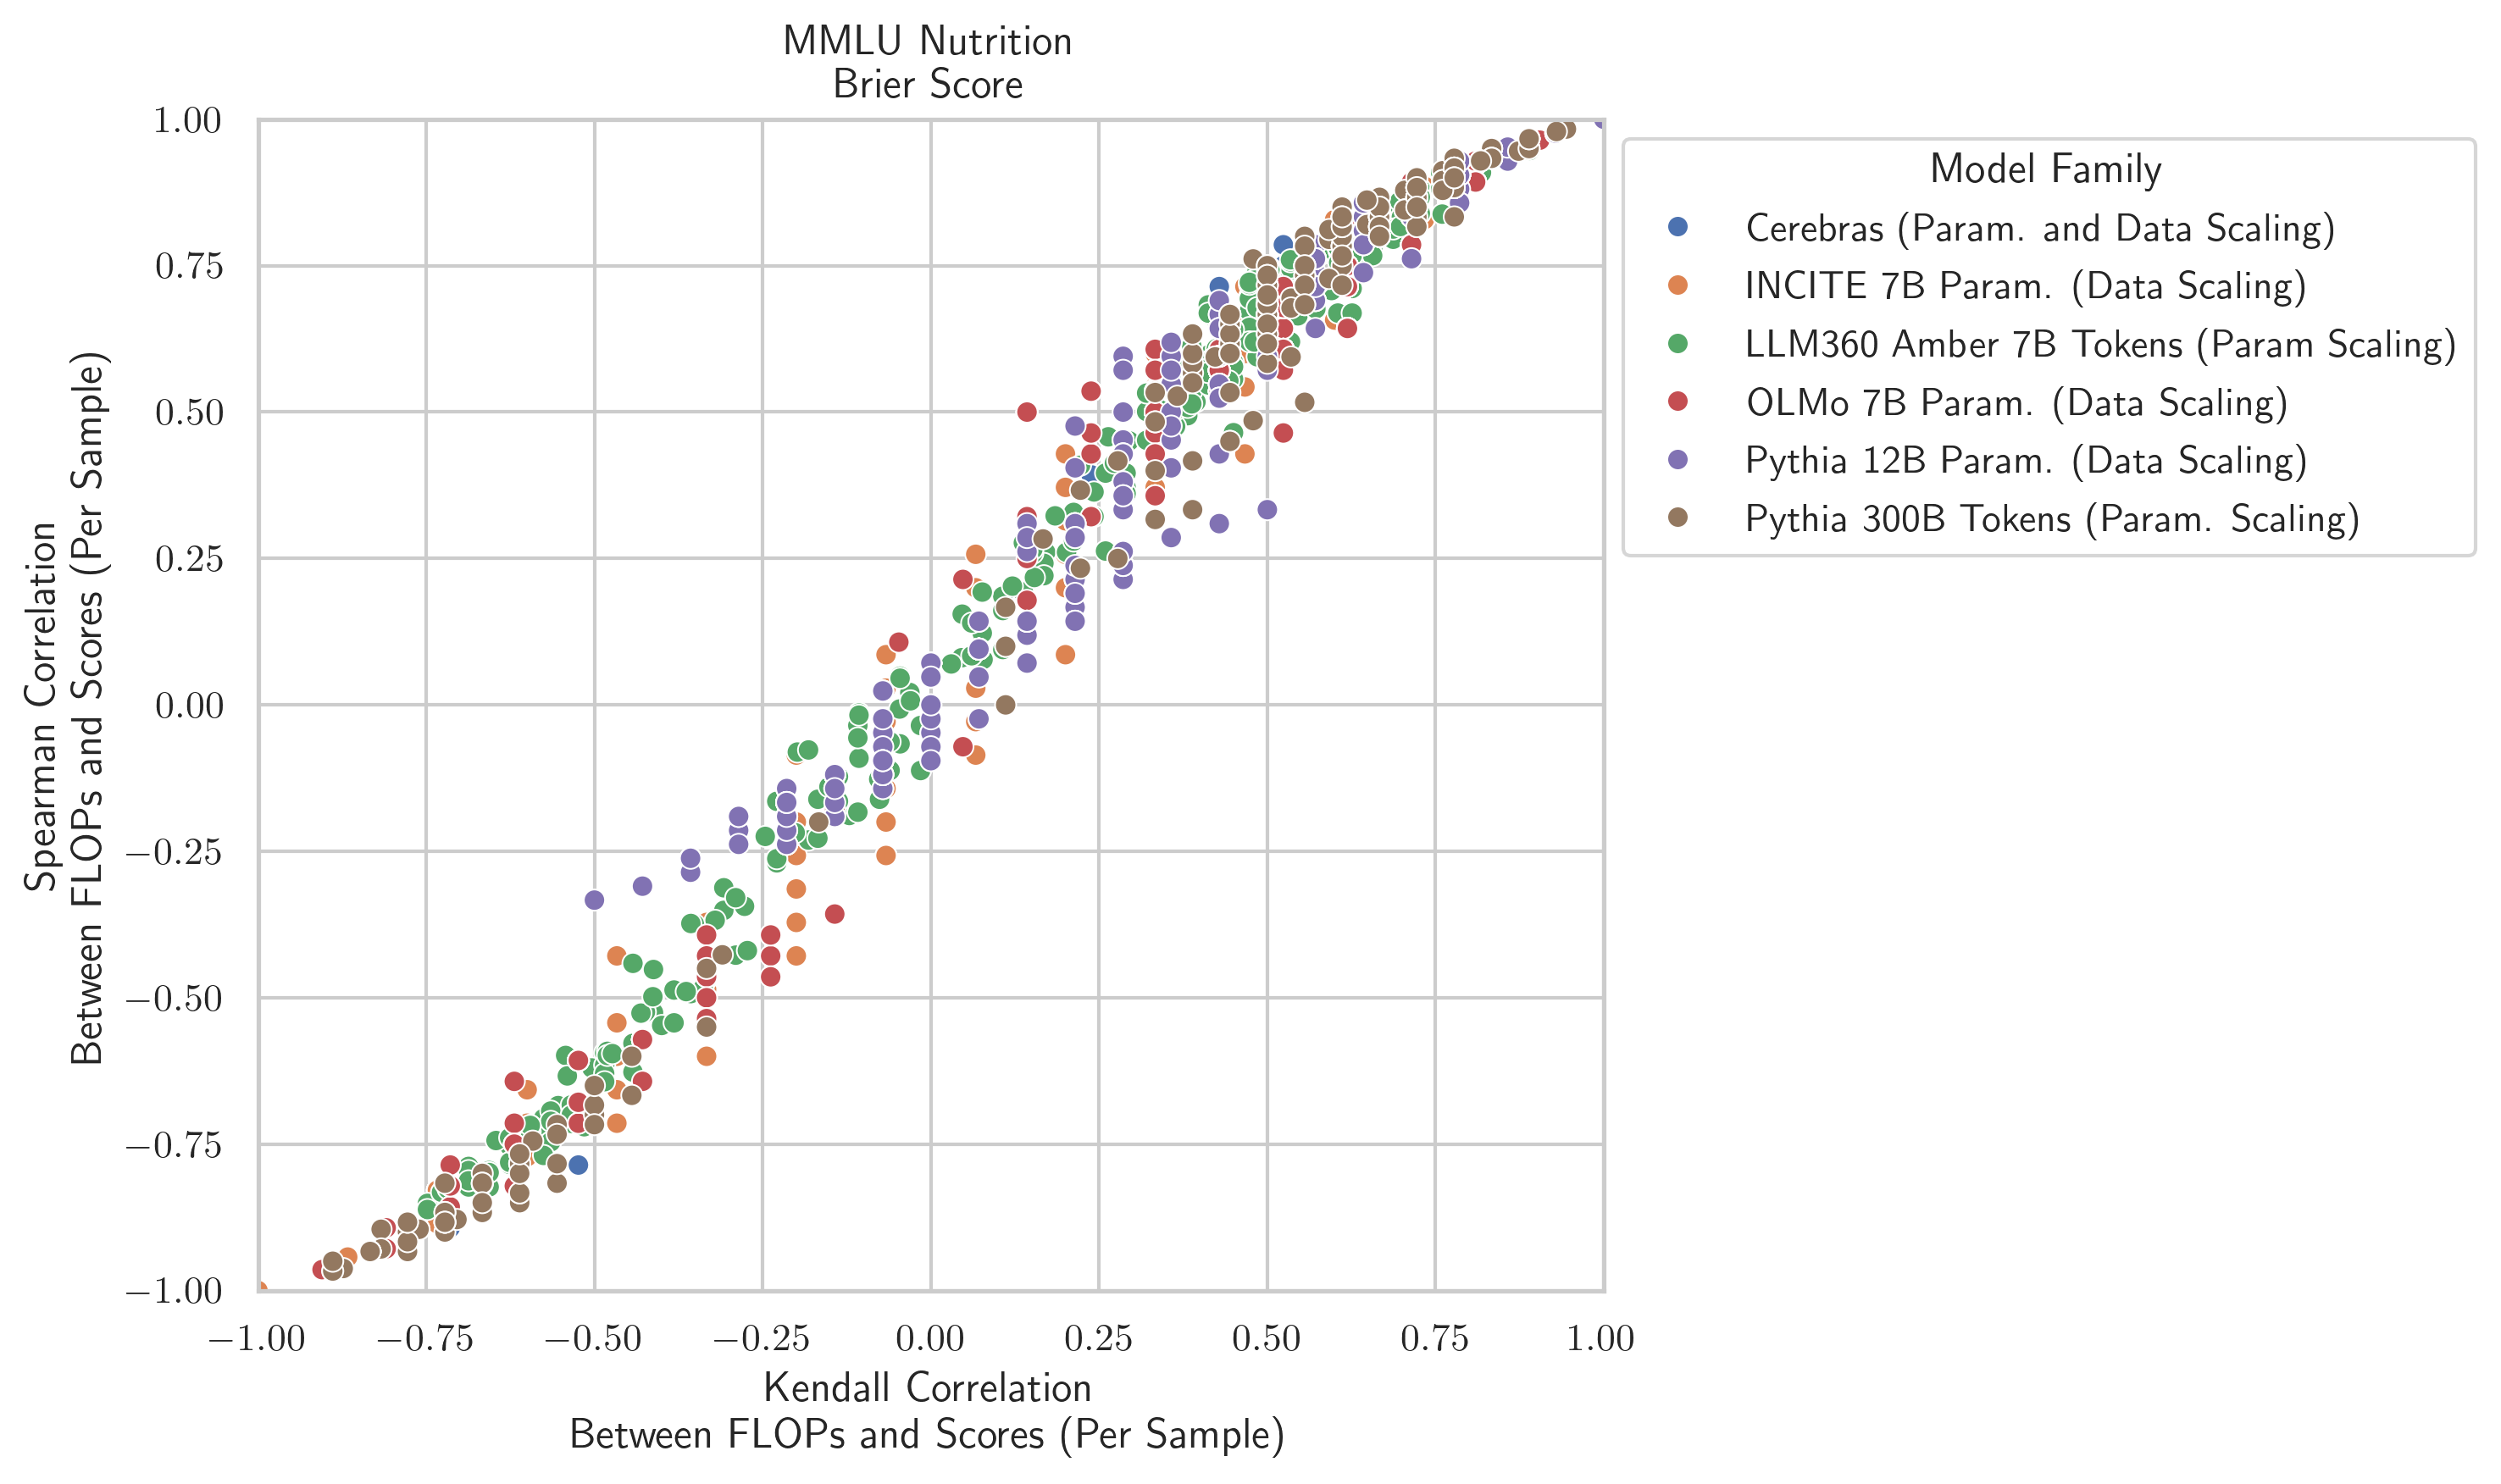 MMLU Nutrition
Brier Score
Spearman Correlation
Between FLOPs and Scores (Per Sample)
1.00
0.75
0.50
0.25
0.00
−0.25
−0.50
−0.75
−1.00
−1.00
−0.75
−0.50
−0.25
0.00
0.25
0.50
0.75
1.00
Kendall Correlation
Between FLOPs and Scores (Per Sample)
Model Family
Cerebras (Param. and Data Scaling)
INCITE 7B Param. (Data Scaling)
LLM360 Amber 7B Tokens (Param Scaling)
OLMo 7B Param. (Data Scaling)
Pythia 12B Param. (Data Scaling)
Pythia 300B Tokens (Param. Scaling)